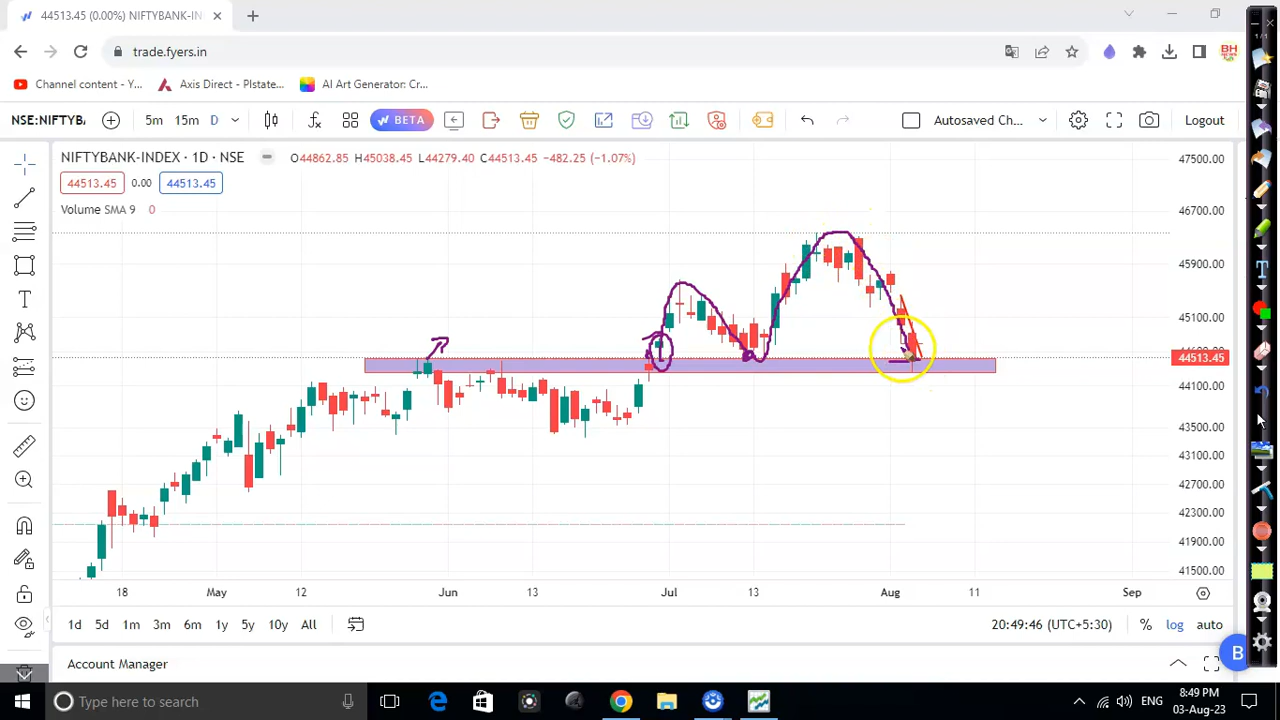 44513.45 (0.00%) NIFTYBANK-IN
trade.fyers.in
BH
Channel content - Y...
Axis Direct - PIstate...
AI Art Generator: Cr...
NSE:NIFTYB
5m 15m D
BETA
Autosaved Ch...
Logout
1/1
NIFTYBANK-INDEX · 1D · NSE
O44862.85 H45038.45 L44279.40 C44513.45 -482.25 (-1.07%)
44513.45 0.00 44513.45
Volume SMA 9 0
47500.00
46700.00
45900.00
45100.00
44513.45
44100.00
43500.00
43100.00
42700.00
42300.00
41900.00
41500.00
18 May 12 Jun 13 Jul 13 Aug 11 Sep
1d 5d 1m 3m 6m 1y 5y 10y All
20:49:46 (UTC+5:30) % log auto
B
Account Manager
Type here to search
ENG
8:49 PM
03-Aug-23